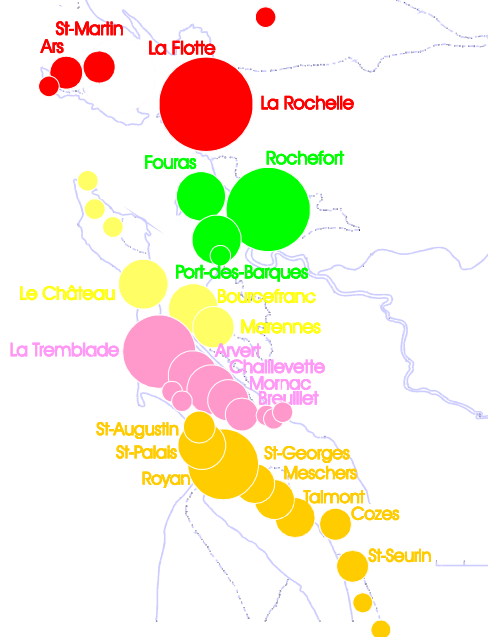 St-Martin
Ars
La Flotte
La Rochelle
Fouras
Rochefort
Port-des-Barques
Le Château
Bourcefranc
Marennes
La Tremblade
Arvert
Chaillevette
Mornac
Breuillet
St-Augustin
St-Palais
St-Georges
Royan
Meschers
Talmont
Cozes
St-Seurin